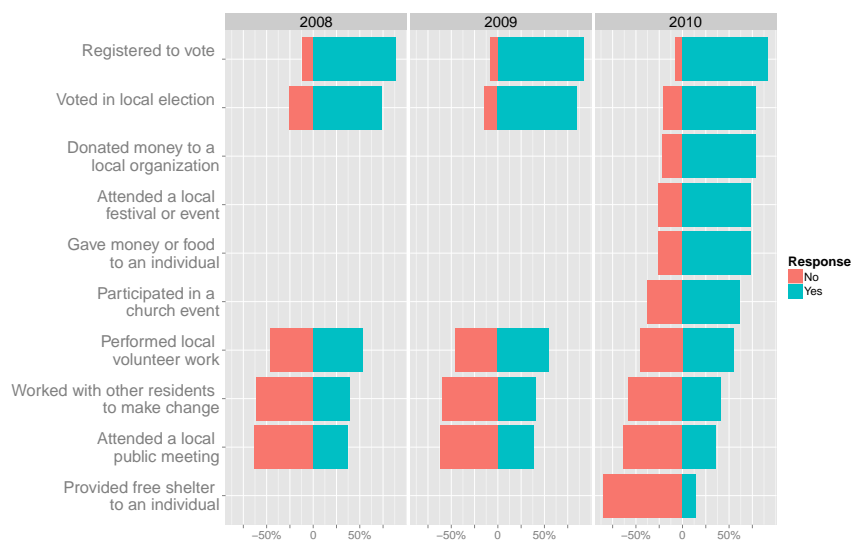 2008 2009 2010
Registered to vote
Voted in local election
Donated money to a
local organization
Attended a local
festival or event
Gave money or food
to an individual
Participated in a
church event
Performed local
volunteer work
Worked with other residents
to make change
Attended a local
public meeting
Provided free shelter
to an individual
−50% 0 50% −50% 0 50% −50% 0 50%
Response
No
Yes